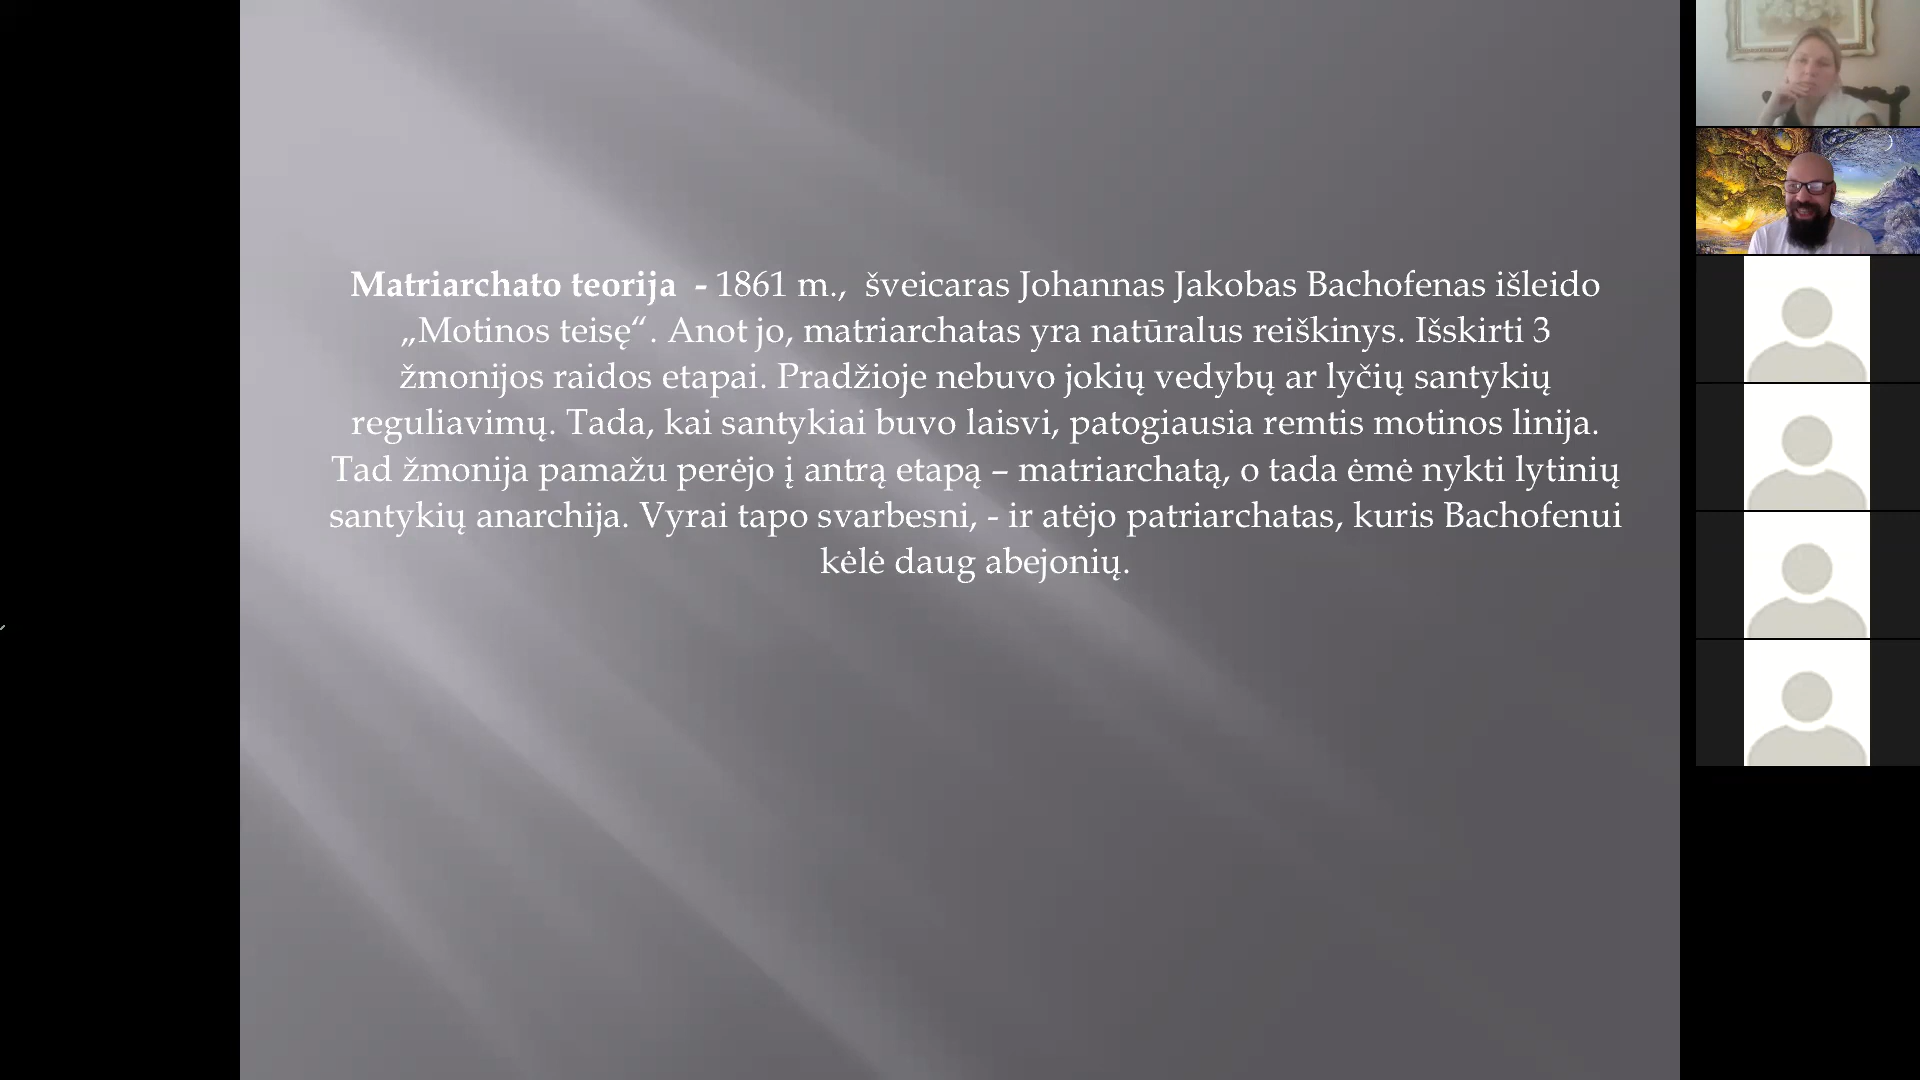 Matriarchato teorija  - 1861 m.,  šveicaras Johannas Jakobas Bachofenas išleido
„Motinos teisę“. Anot jo, matriarchatas yra natūralus reiškinys. Išskirti 3
žmonijos raidos etapai. Pradžioje nebuvo jokių vedybų ar lyčių santykių
reguliavimų. Tada, kai santykiai buvo laisvi, patogiausia remtis motinos linija.
Tad žmonija pamažu perėjo į antrą etapą – matriarchatą, o tada ėmė nykti lytinių
santykių anarchija. Vyrai tapo svarbesni, - ir atėjo patriarchatas, kuris Bachofenui
kėlė daug abejonių.